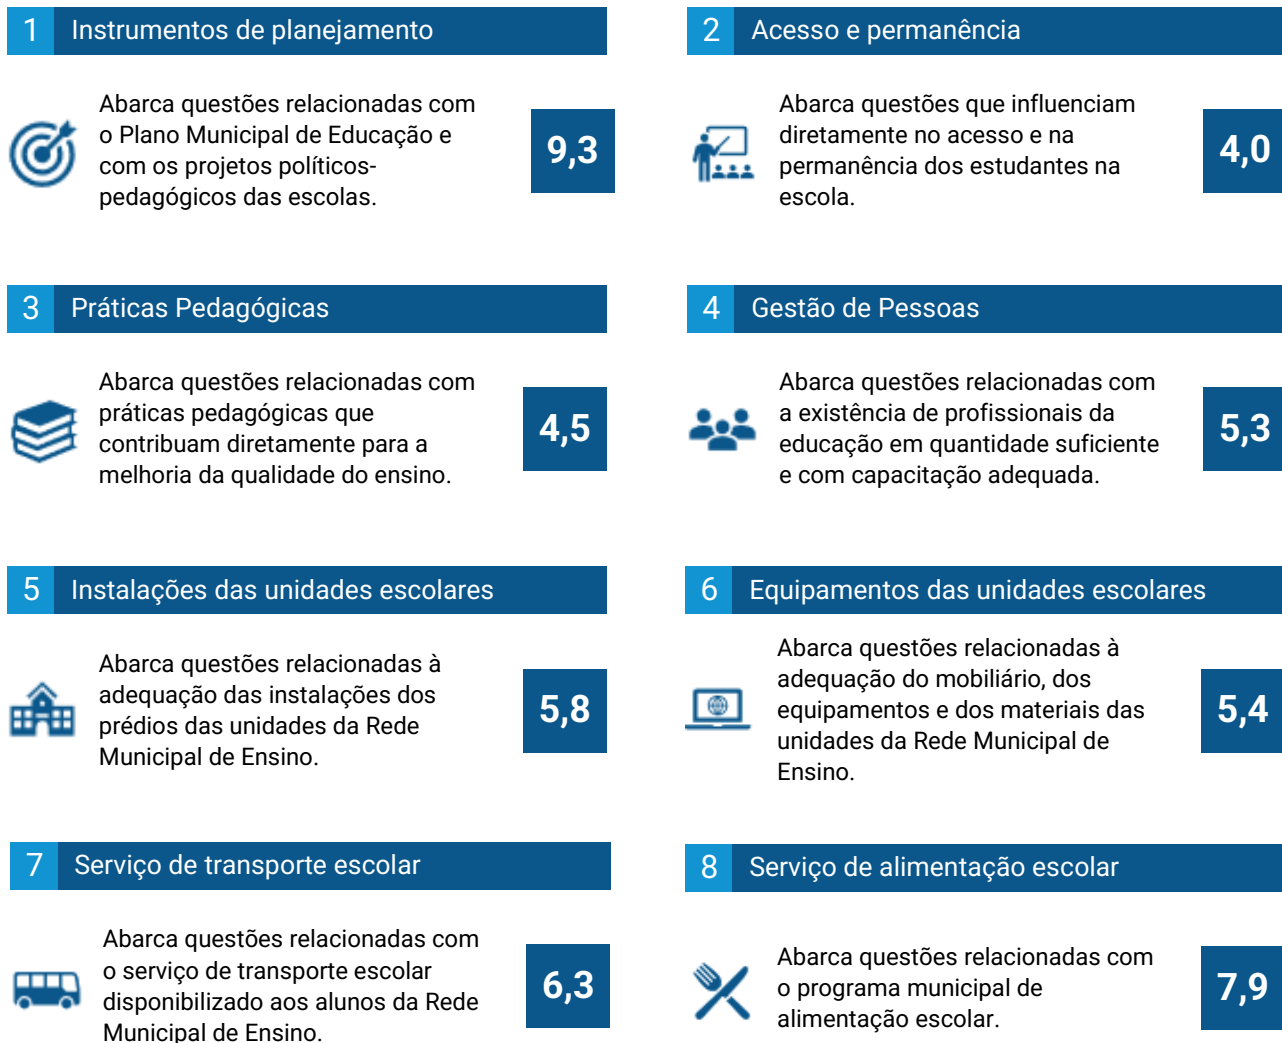 1 Instrumentos de planejamento
Abarca questões relacionadas com
o Plano Municipal de Educação e
com os projetos políticos-
pedagógicos das escolas.
9,3
2 Acesso e permanência
Abarca questões que influenciam
diretamente no acesso e na
permanência dos estudantes na
escola.
4,0
3 Práticas Pedagógicas
Abarca questões relacionadas com
práticas pedagógicas que
contribuam diretamente para a
melhoria da qualidade do ensino.
4,5
4 Gestão de Pessoas
Abarca questões relacionadas com
a existência de profissionais da
educação em quantidade suficiente
e com capacitação adequada.
5,3
5 Instalações das unidades escolares
Abarca questões relacionadas à
adequação das instalações dos
prédios das unidades da Rede
Municipal de Ensino.
5,8
6 Equipamentos das unidades escolares
Abarca questões relacionadas à
adequação do mobiliário, dos
equipamentos e dos materiais das
unidades da Rede Municipal de
Ensino.
5,4
7 Serviço de transporte escolar
Abarca questões relacionadas com
o serviço de transporte escolar
disponibilizado aos alunos da Rede
Municipal de Ensino.
6,3
8 Serviço de alimentação escolar
Abarca questões relacionadas com
o programa municipal de
alimentação escolar.
7,9